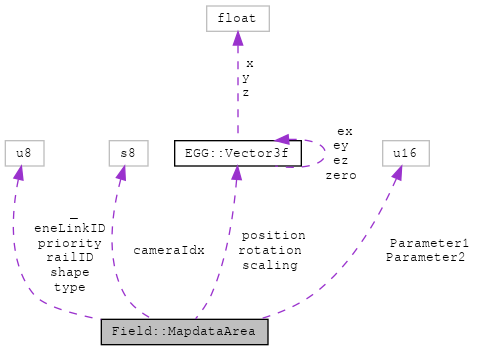 float
x
y
z
u8
s8
EGG::Vector3f
ex
ey
ez
zero
u16
_
eneLinkID
priority
railID
shape
type
cameraIdx
position
rotation
scaling
Parameter1
Parameter2
Field::MapdataArea